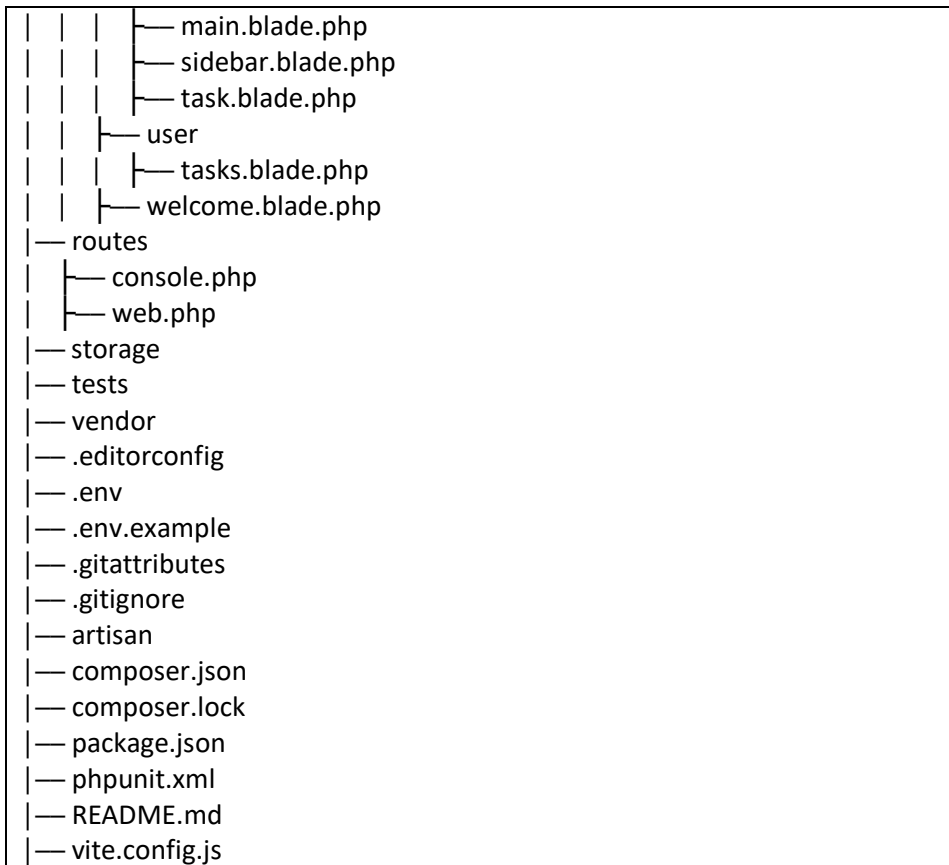 │ │ │ ├── main.blade.php
│ │ │ ├── sidebar.blade.php
│ │ │ ├── task.blade.php
│ │ ├── user
│ │ │ ├── tasks.blade.php
│ │ ├── welcome.blade.php
│── routes
│ ├── console.php
│ ├── web.php
│── storage
│── tests
│── vendor
│── .editorconfig
│── .env
│── .env.example
│── .gitattributes
│── .gitignore
│── artisan
│── composer.json
│── composer.lock
│── package.json
│── phpunit.xml
│── README.md
│── vite.config.js